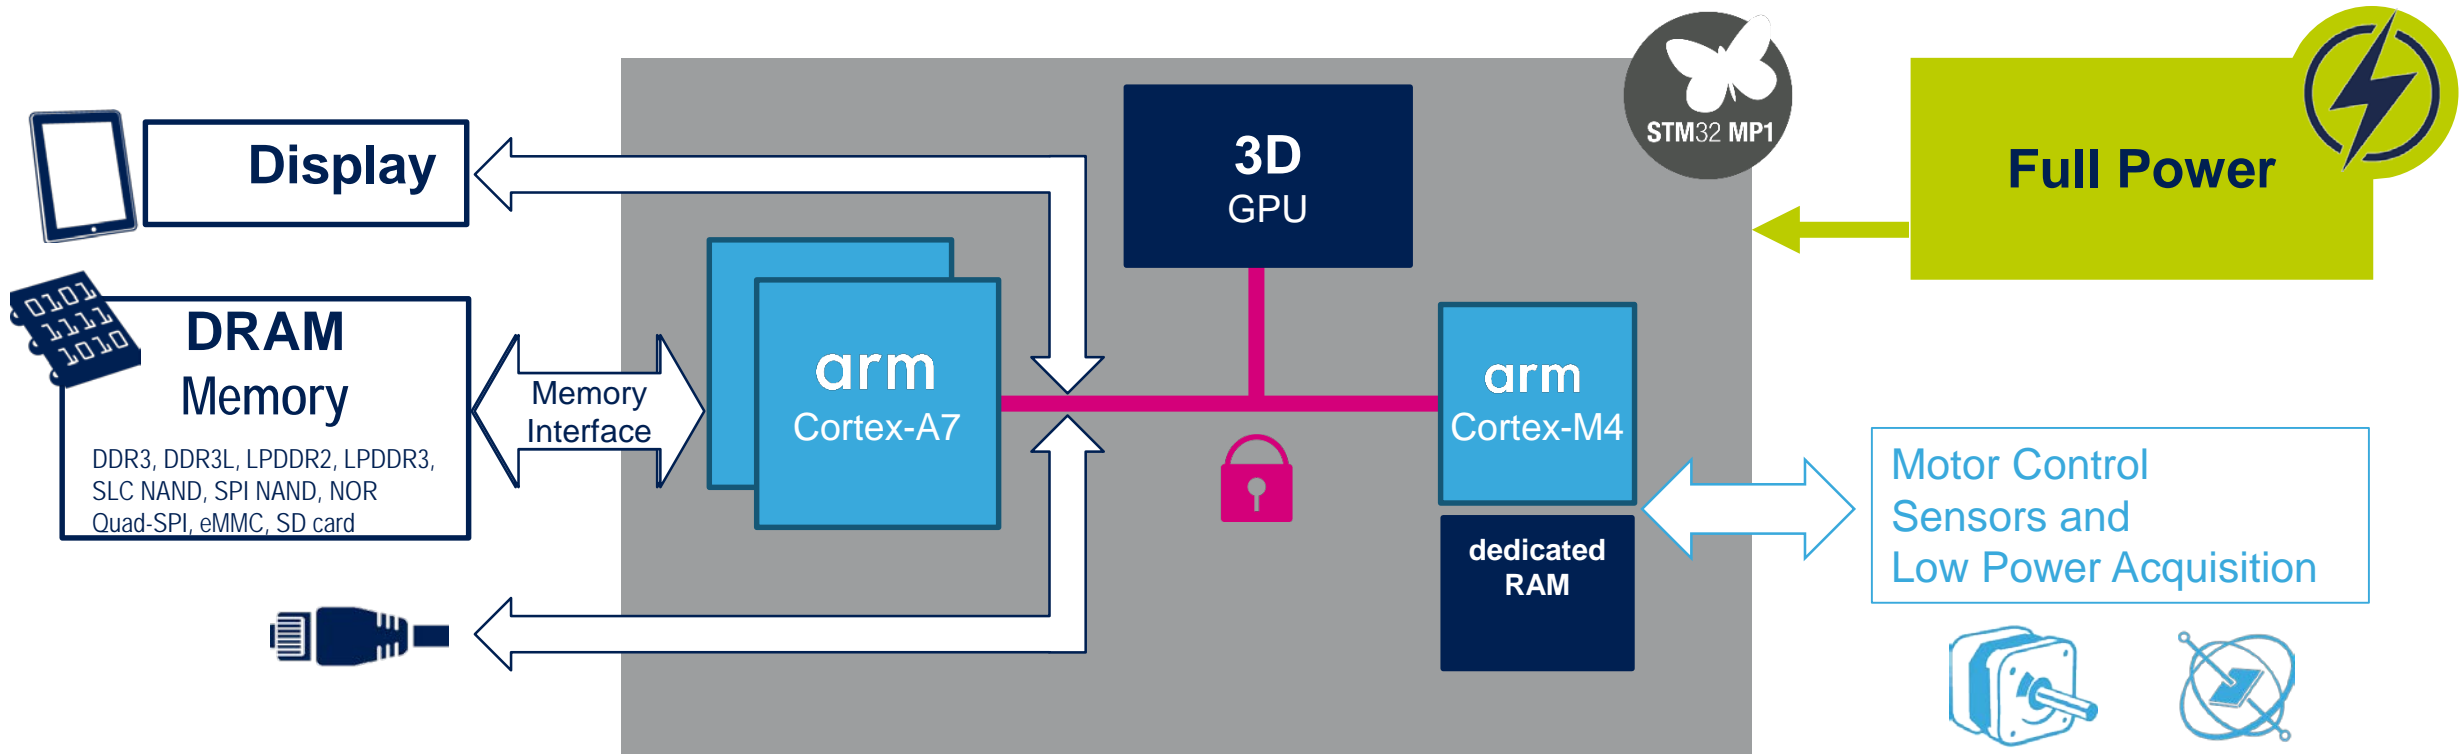 Display
DRAM
Memory
DDR3, DDR3L, LPDDR2, LPDDR3,
SLC NAND, SPI NAND, NOR
Quad-SPI, eMMC, SD card
0101
1111
1010
Memory
Interface
arm
Cortex-A7
3D
GPU
arm
Cortex-M4
dedicated
RAM
STM32 MP1
Full Power
Motor Control
Sensors and
Low Power Acquisition